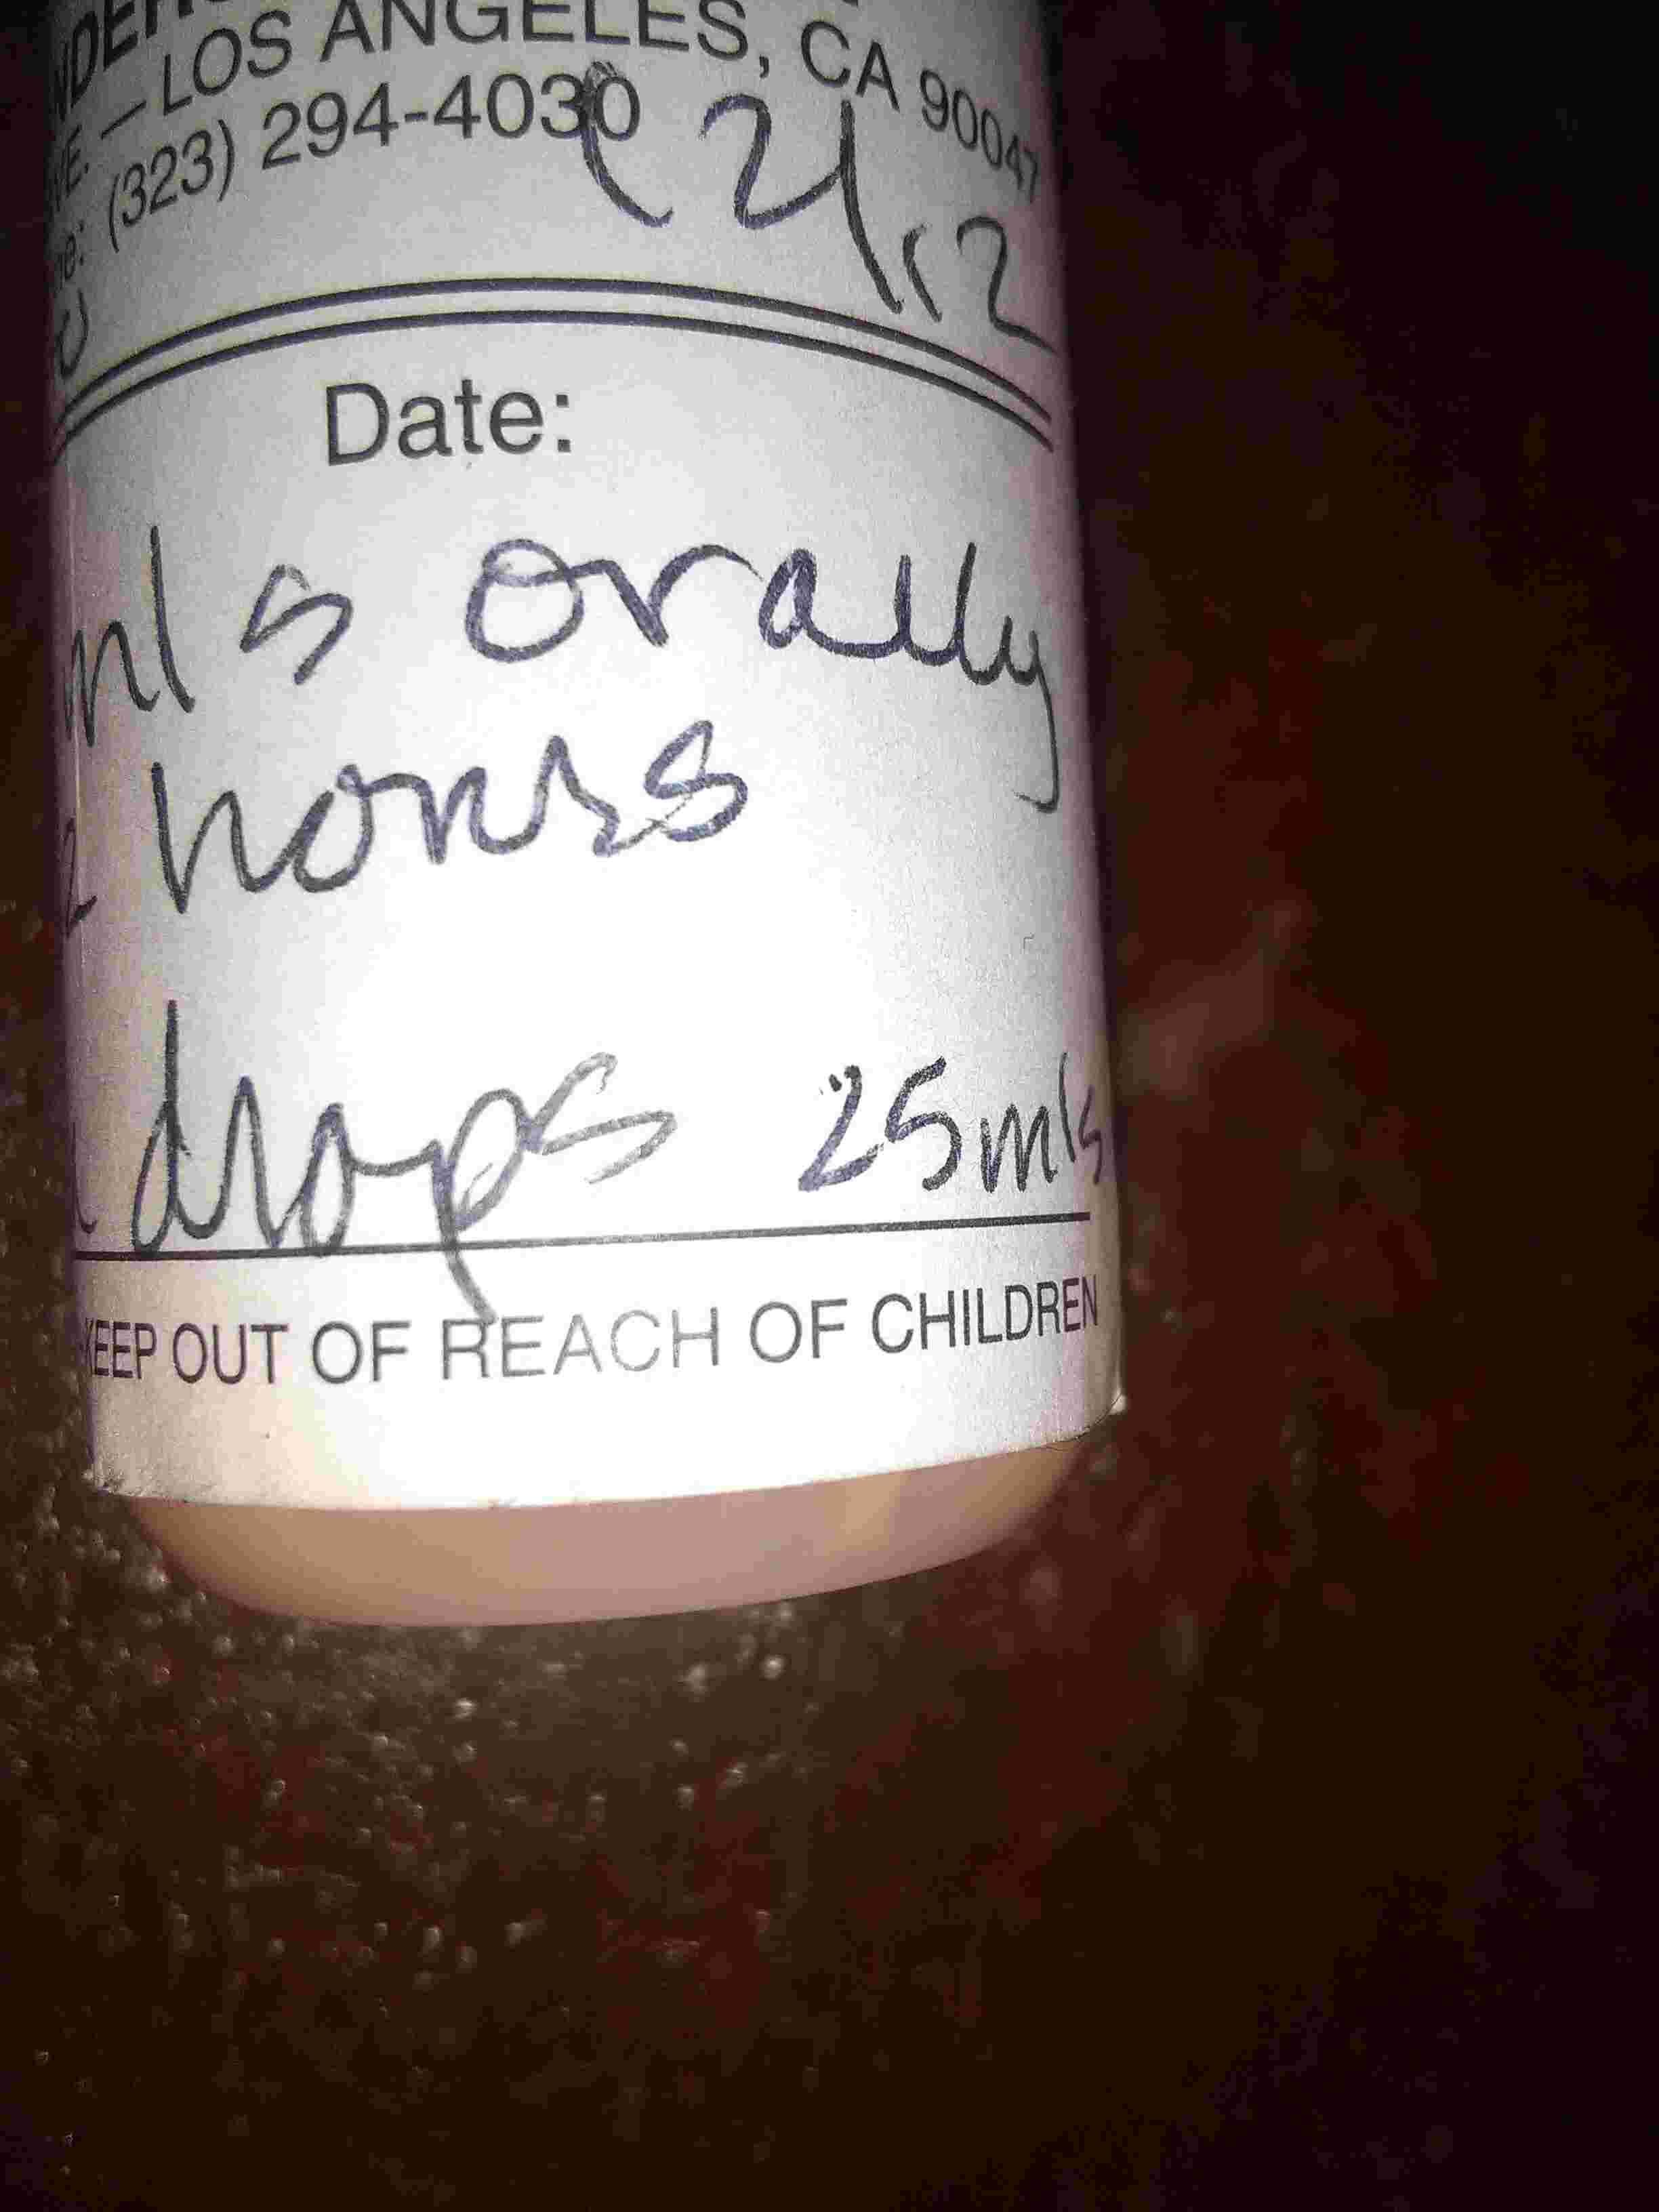 LOS ANGELES, CA 90047
(323) 294-4030
Date:
mls orally
2 hours
drops 25mls
KEEP OUT OF REACH OF CHILDREN